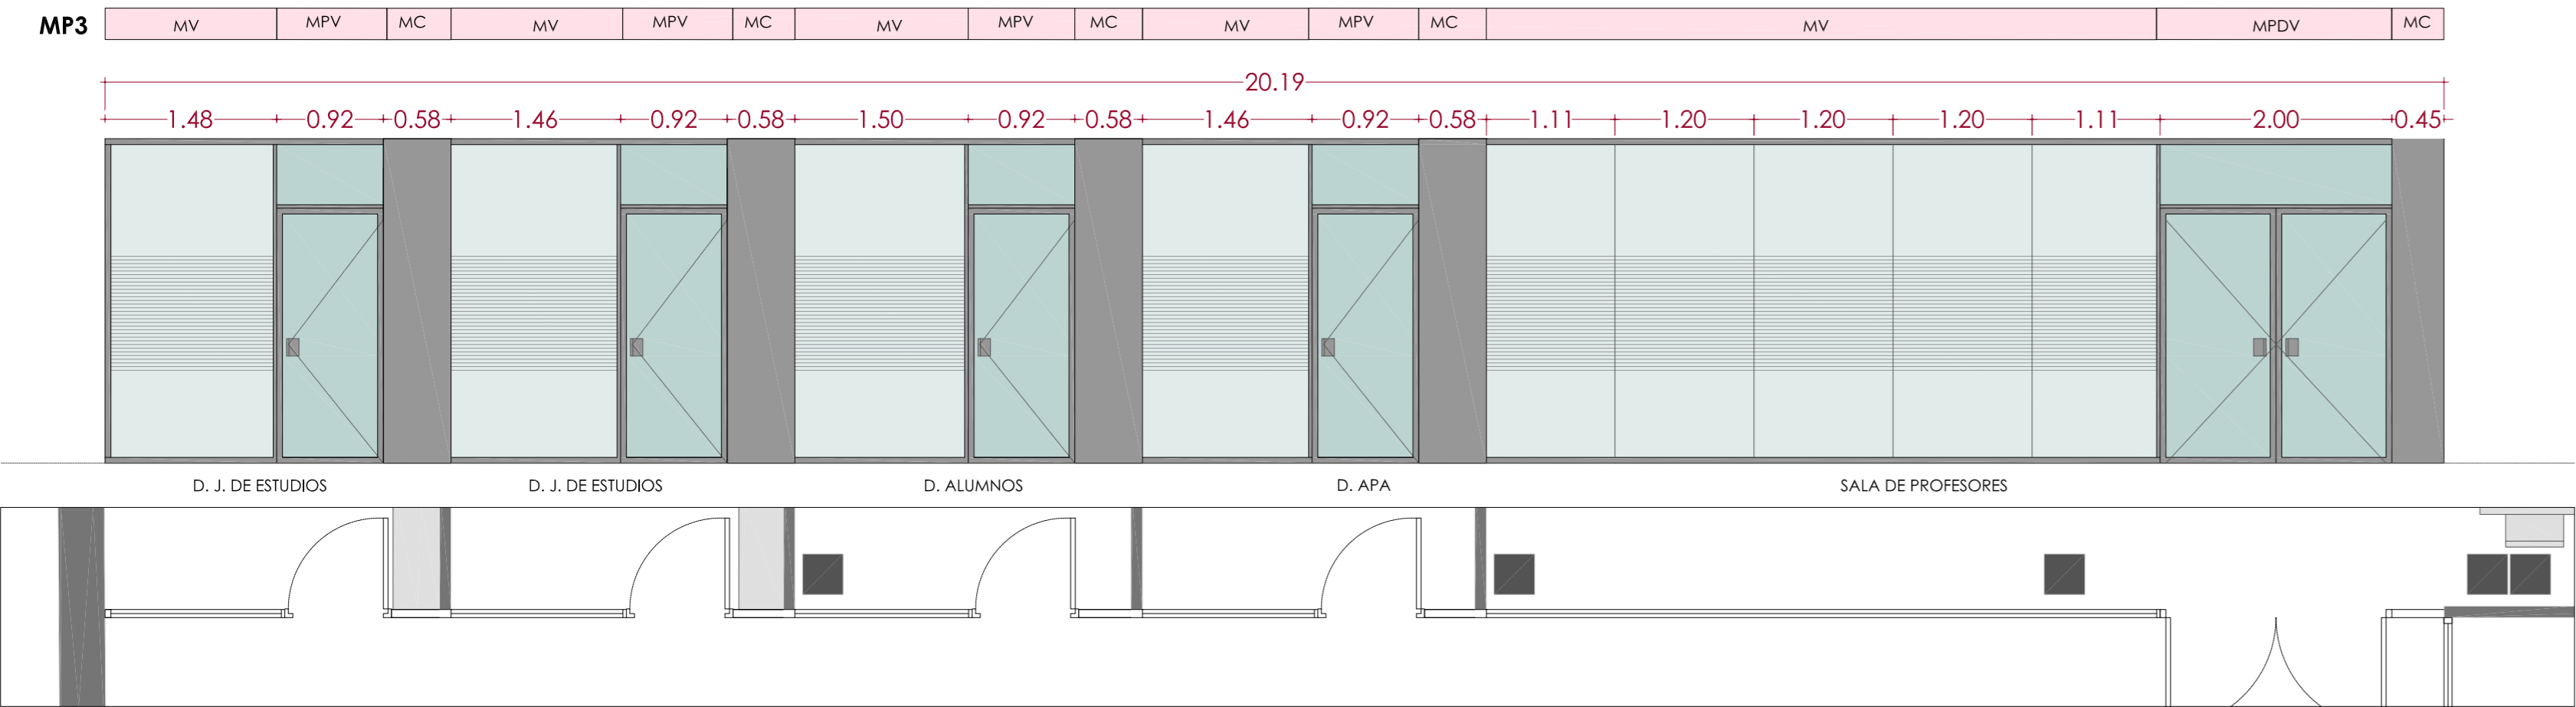 MP3 MV MPV MC MV MPV MC MV MPV MC MV MPV MC MV MPDV MC
20.19
1.48 0.92 0.58 1.46 0.92 0.58 1.50 0.92 0.58 1.46 0.92 0.58 1.11 1.20 1.20 1.20 1.11 2.00 0.45
D. J. DE ESTUDIOS D. J. DE ESTUDIOS D. ALUMNOS D. APA SALA DE PROFESORES